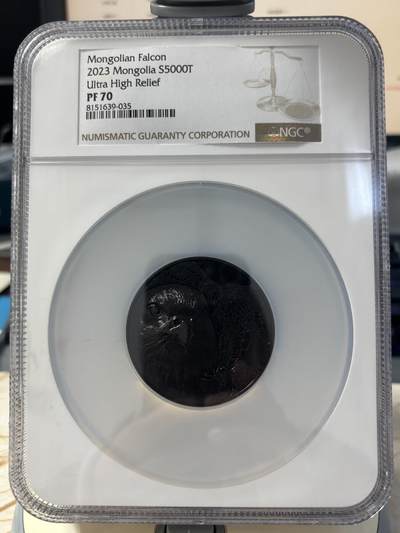 Mongolian Falcon
2023 Mongolia S5000T
Ultra High Relief
PF 70
8151639-035
NUMISMATIC GUARANTY CORPORATION NGC®